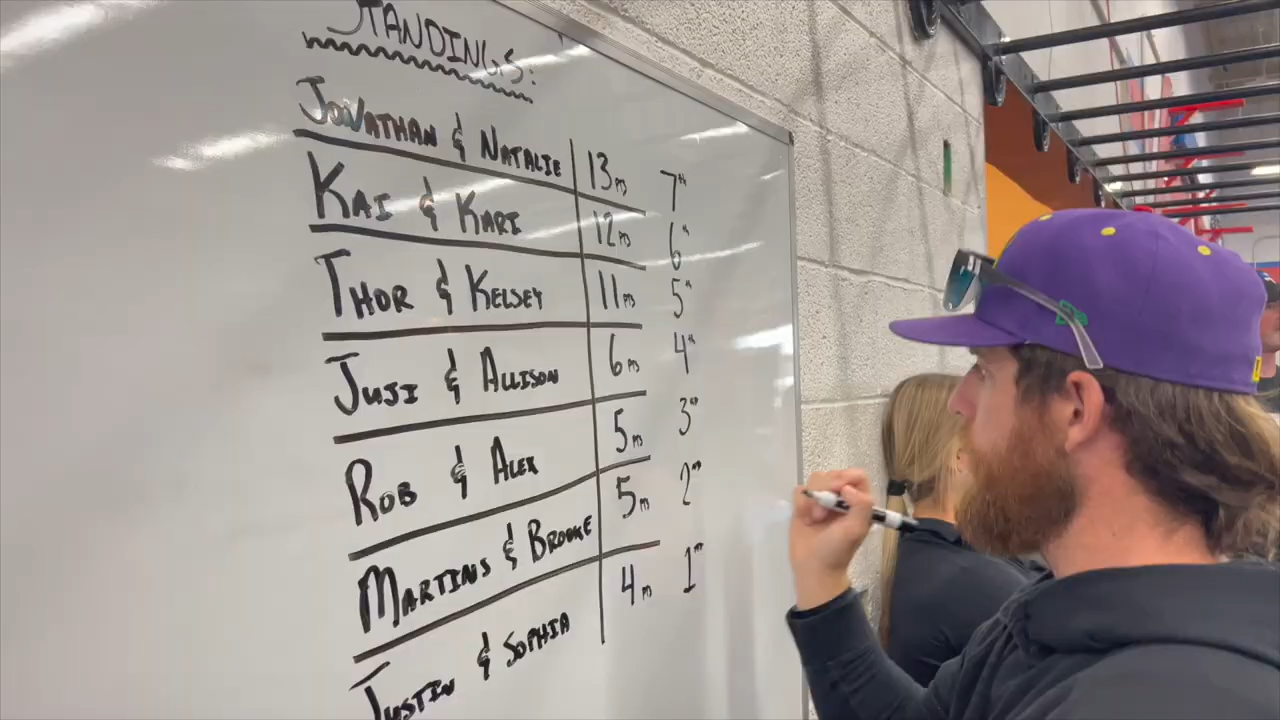 STANDINGS:
JONATHAN & NATALIE 13 PTS 7TH
KAI & KARI 12 PTS 6TH
THOR & KELSEY 11 PTS 5TH
JUJI & ALLISON 6 PTS 4TH
ROB & ALEX 5 PTS 3RD
MARTINS & BROOKE 5 PTS 2ND
JUSTIN & SOPHIA 4 PTS 1ST